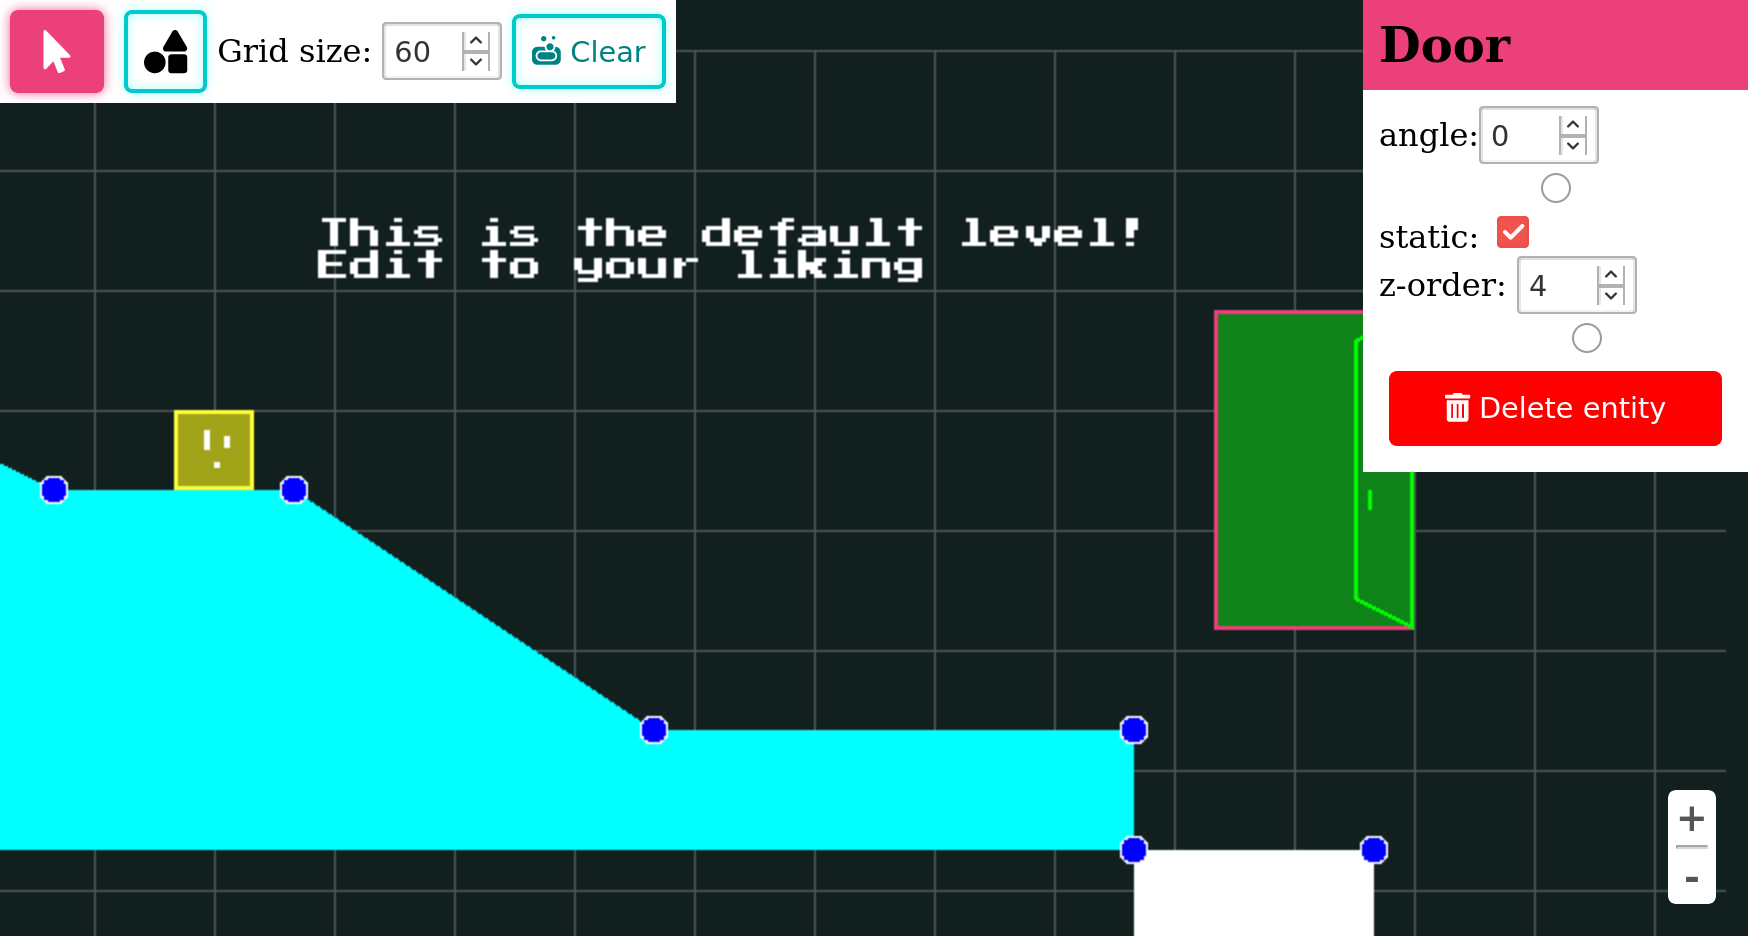 Grid size:
60
Clear
Door
angle:
0
static:
z-order:
4
Delete entity
This is the default level!
Edit to your liking
+
-